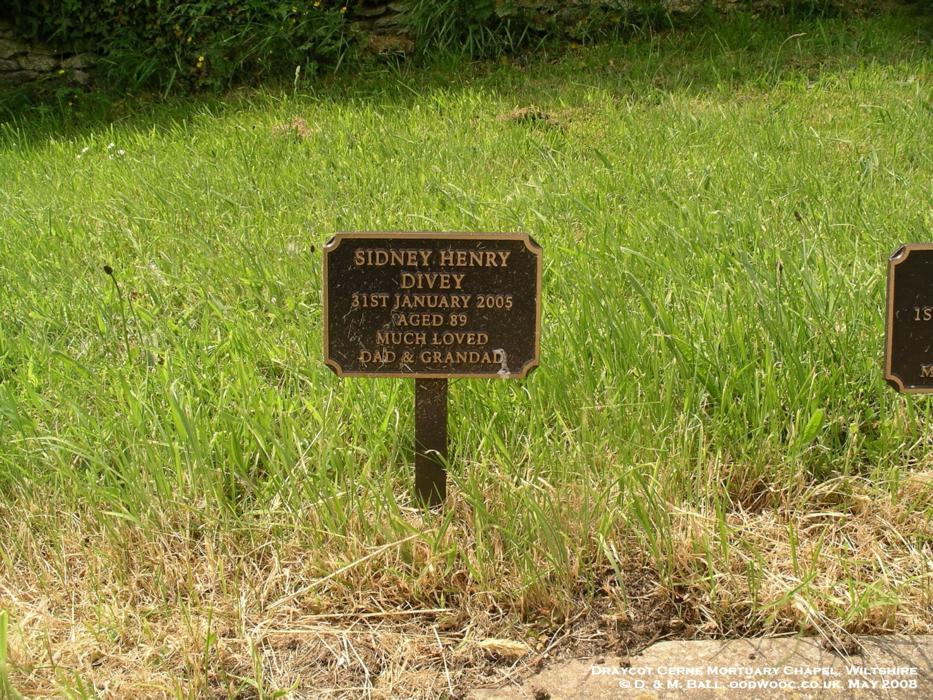 SIDNEY HENRY
DIVEY
31ST JANUARY 2005
AGED 89
MUCH LOVED
DAD & GRANDAD
1S
M
DRAYCOT CERNE MORTUARY CHAPEL, WILTSHIRE
© D. & M. BALL, OODWOOC.CO.UK, MAY 2008